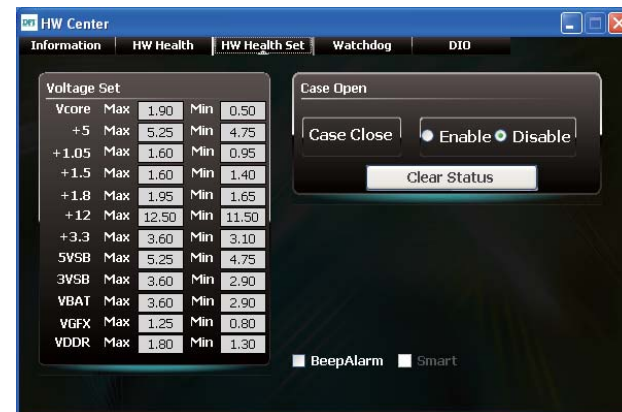 DFI HW Center
Information HW Health HW Health Set Watchdog DIO
Voltage Set
Vcore Max 1.90 Min 0.50
+5 Max 5.25 Min 4.75
+1.05 Max 1.60 Min 0.95
+1.5 Max 1.60 Min 1.40
+1.8 Max 1.95 Min 1.65
+12 Max 12.50 Min 11.50
+3.3 Max 3.60 Min 3.10
5VSB Max 5.25 Min 4.75
3VSB Max 3.60 Min 2.90
VBAT Max 3.60 Min 2.90
VGFX Max 1.25 Min 0.80
VDDR Max 1.80 Min 1.30
Case Open
Case Close Enable Disable
Clear Status
BeepAlarm Smart